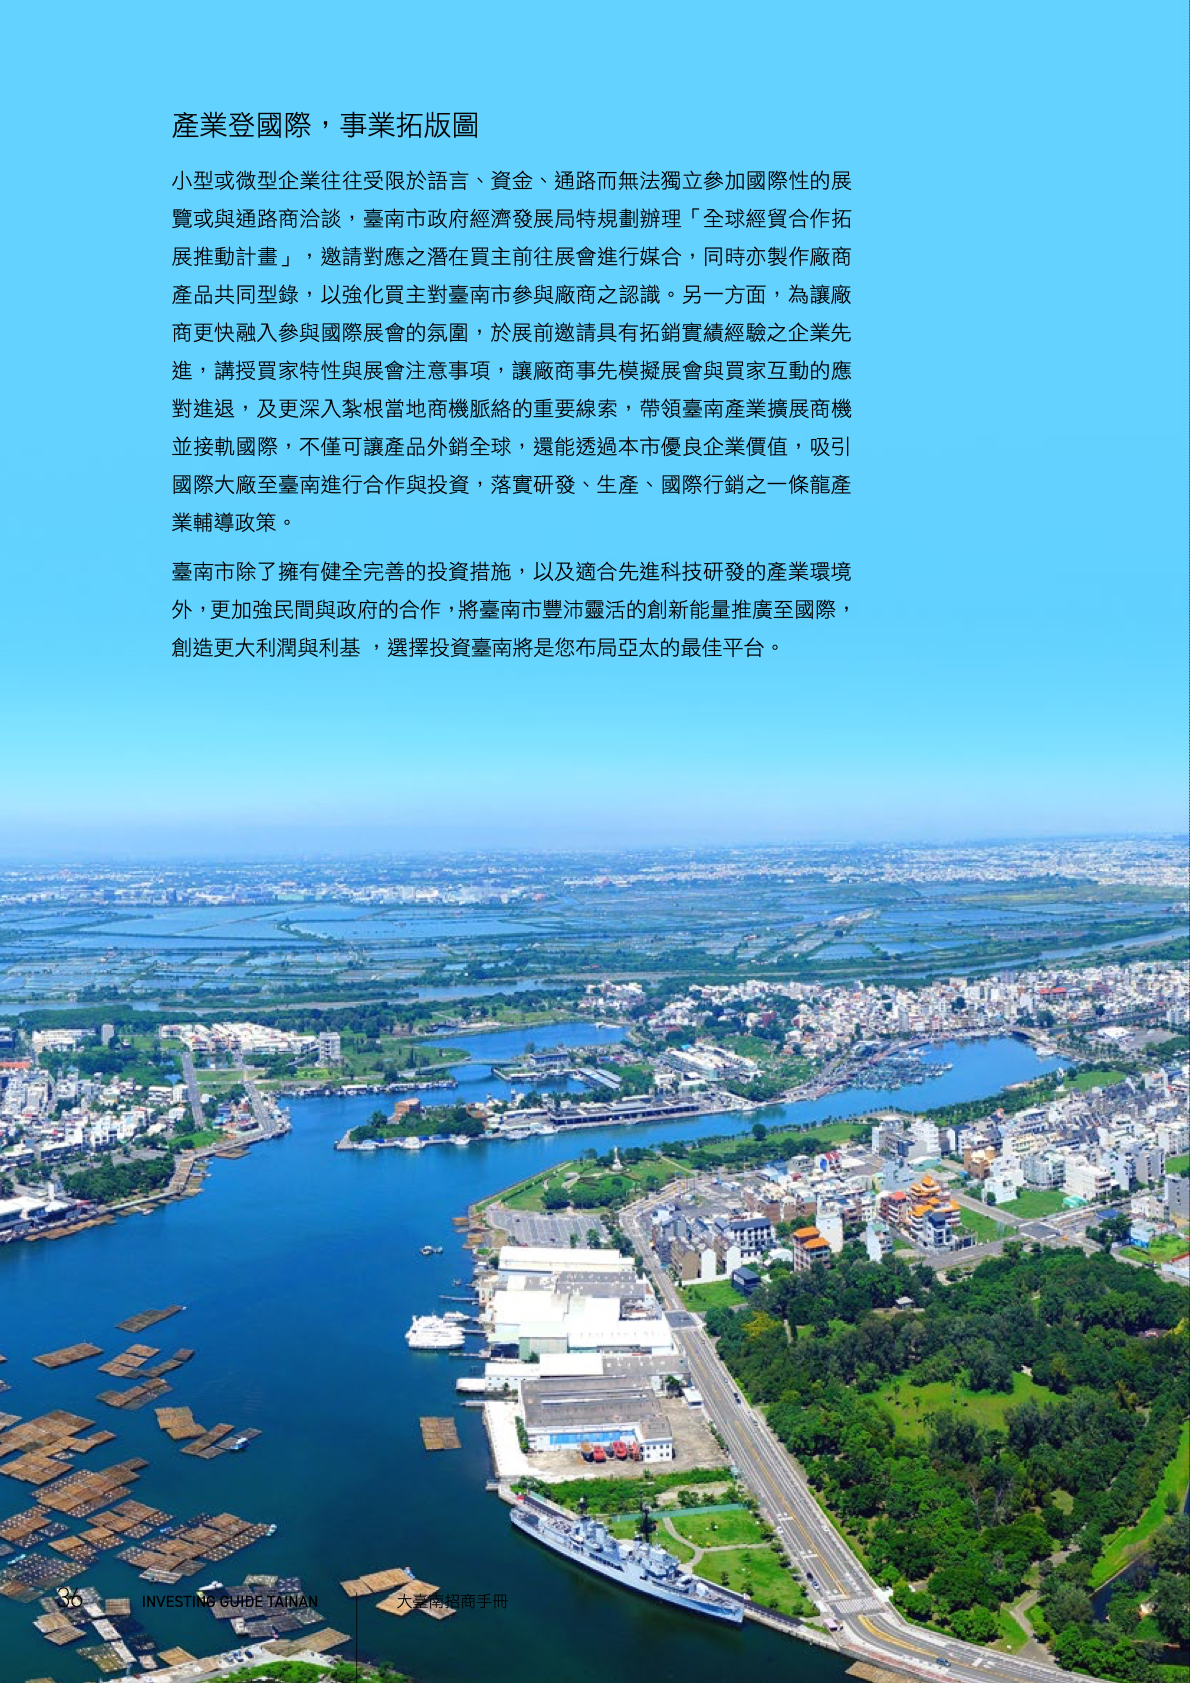 產業登國際，事業拓版圖
小型或微型企業往往受限於語言、資金、通路而無法獨立參加國際性的展
覽或與通路商洽談，臺南市政府經濟發展局特規劃辦理「全球經貿合作拓
展推動計畫」，邀請對應之潛在買主前往展會進行媒合，同時亦製作廠商
產品共同型錄，以強化買主對臺南市參與廠商之認識。另一方面，為讓廠
商更快融入參與國際展會的氛圍，於展前邀請具有拓銷實績經驗之企業先
進，講授買家特性與展會注意事項，讓廠商事先模擬展會與買家互動的應
對進退，及更深入紮根當地商機脈絡的重要線索，帶領臺南產業擴展商機
並接軌國際，不僅可讓產品外銷全球，還能透過本市優良企業價值，吸引
國際大廠至臺南進行合作與投資，落實研發、生產、國際行銷之一條龍產
業輔導政策。
臺南市除了擁有健全完善的投資措施，以及適合先進科技研發的產業環境
外，更加強民間與政府的合作，將臺南市豐沛靈活的創新能量推廣至國際，
創造更大利潤與利基 ，選擇投資臺南將是您布局亞太的最佳平台。
36 INVESTING GUIDE TAINAN 大臺南招商手冊